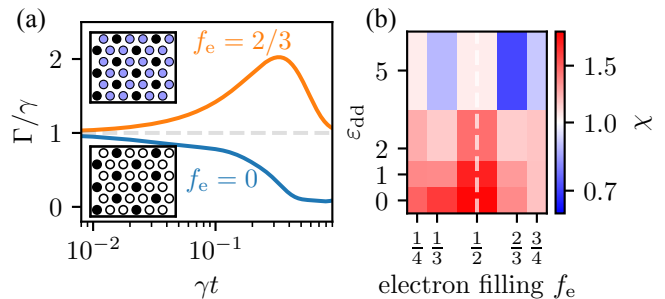 (a)
2
1
0
Γ/γ
f_e = 2/3
f_e = 0
10⁻² 10⁻¹
γt
(b)
5
2
1
0
ε_dd
1/4 1/3 1/2 2/3 3/4
electron filling f_e
1.5
1.0
0.7
χ